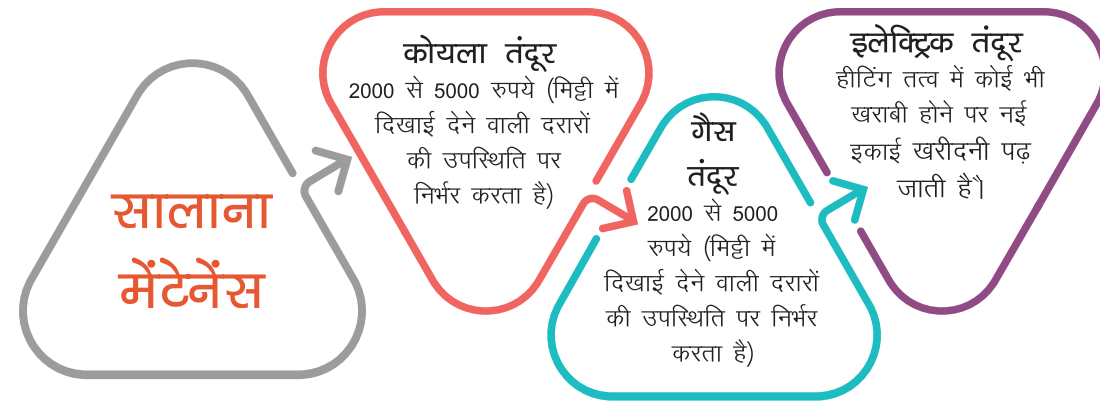 सालाना
मेंटेनेंस
कोयला तंदूर
2000 से 5000 रुपये (मिट्टी में
दिखाई देने वाली दरारों
की उपस्थिति पर
निर्भर करता है)
गैस
तंदूर
2000 से 5000
रुपये (मिट्टी में
दिखाई देने वाली दरारों
की उपस्थिति पर निर्भर
करता है)
इलेक्ट्रिक तंदूर
हीटिंग तत्व में कोई भी
खराबी होने पर नई
इकाई खरीदनी पढ़
जाती है।